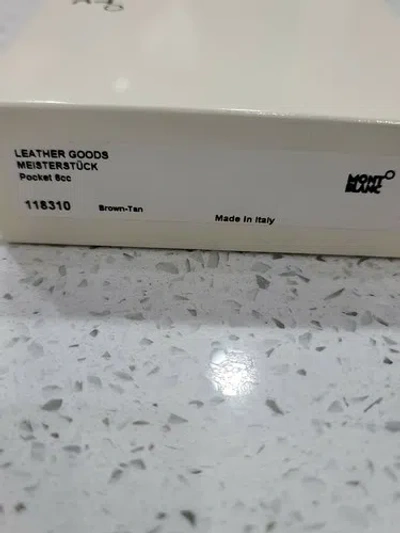 LEATHER GOODS
MEISTERSTÜCK
Pocket 6cc
118310 Brown-Tan Made in Italy
MONT
BLANC